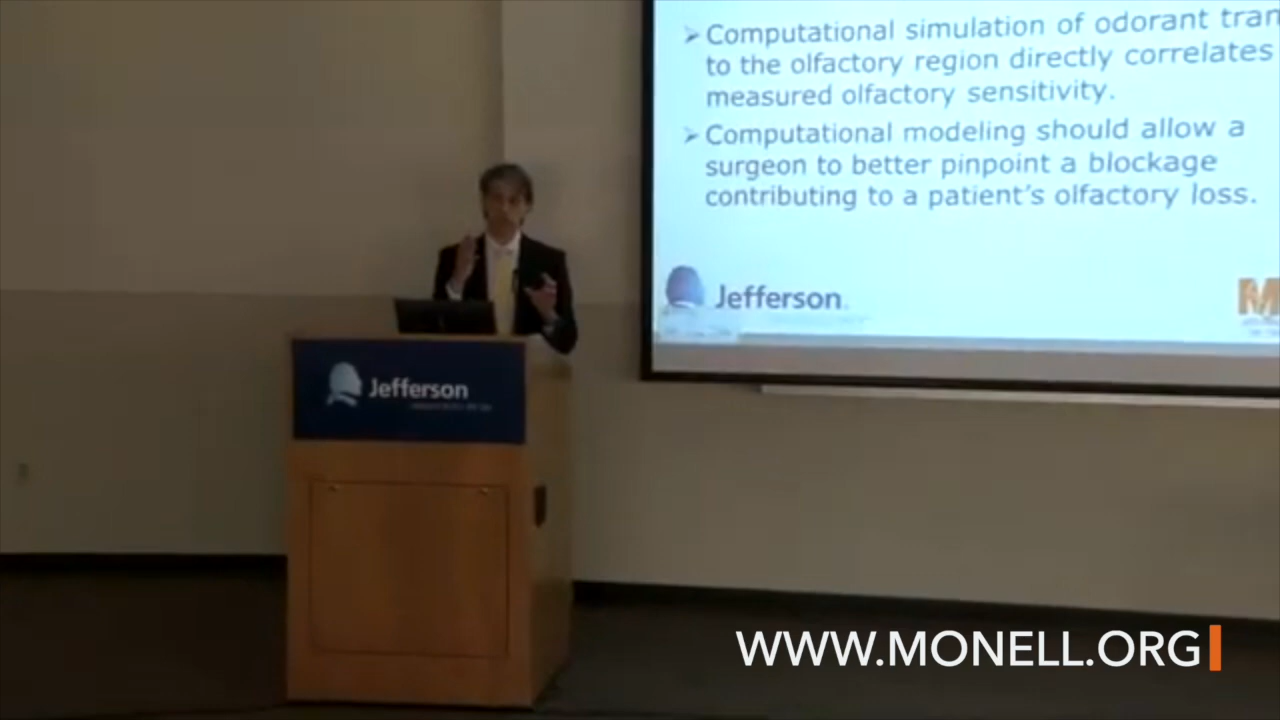 ➢ Computational simulation of odorant tran
to the olfactory region directly correlates
measured olfactory sensitivity.
➢ Computational modeling should allow a
surgeon to better pinpoint a blockage
contributing to a patient's olfactory loss.
Jefferson
M
Jefferson
WWW.MONELL.ORG